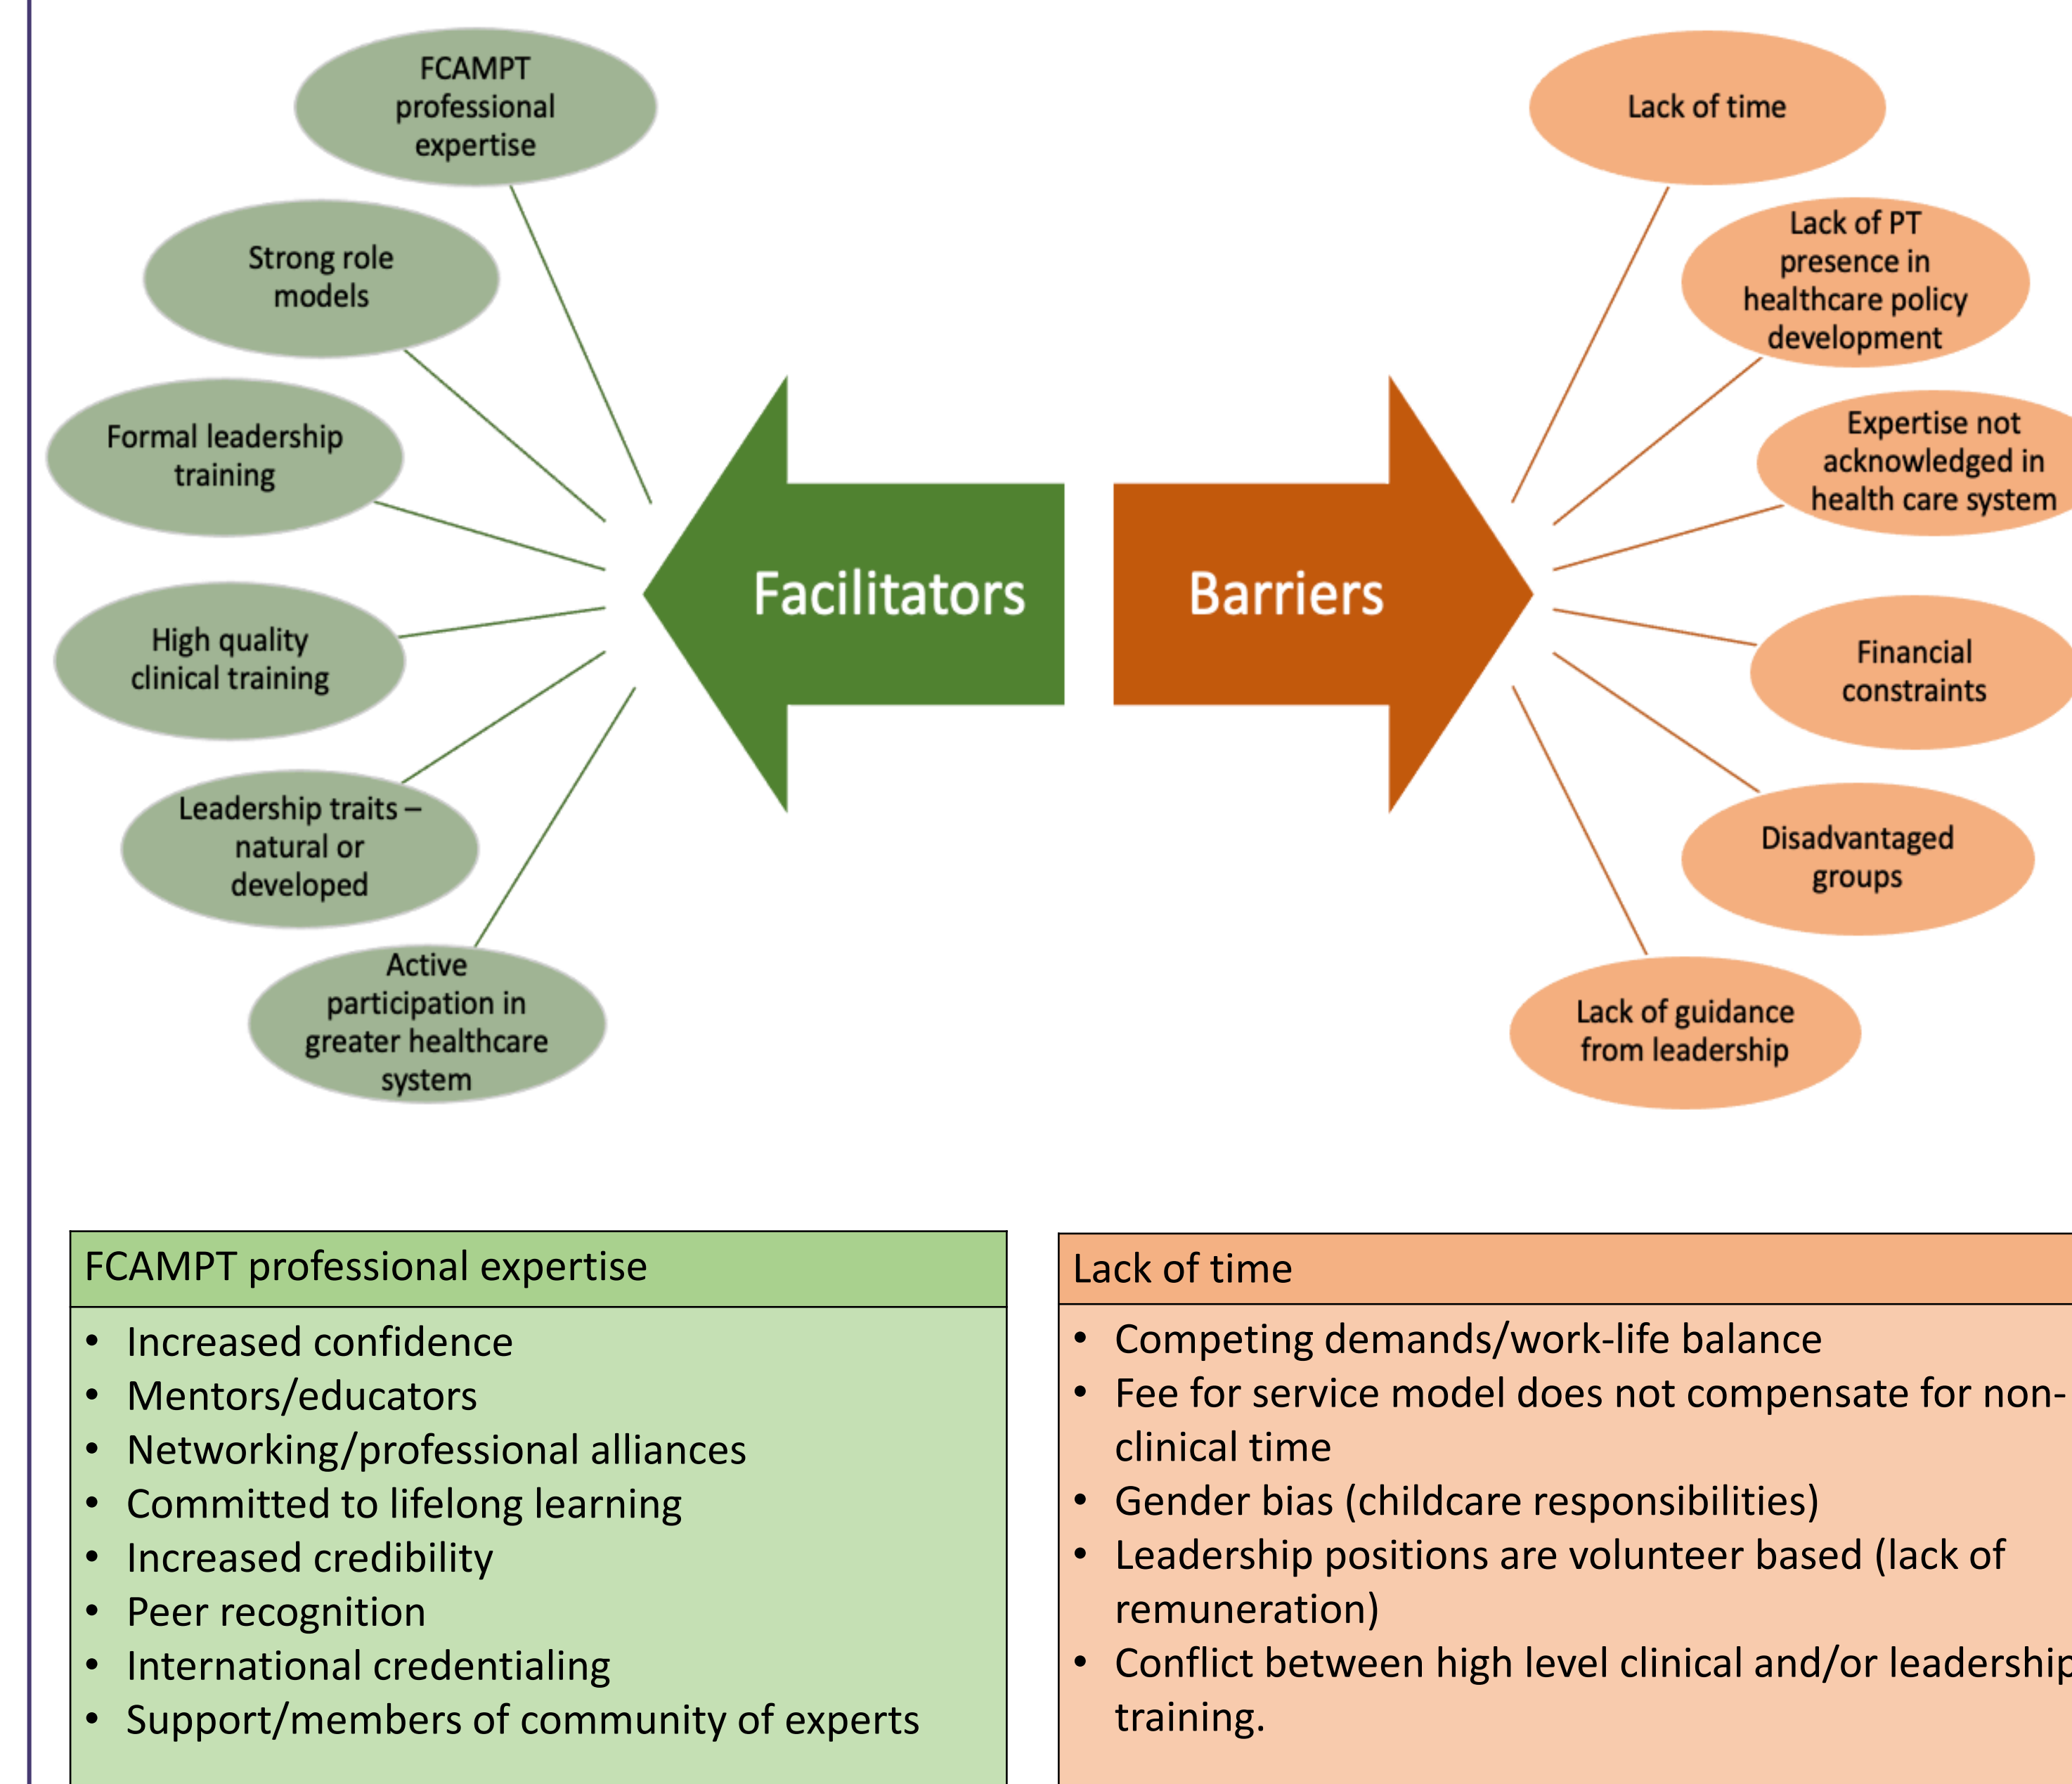 FCAMPT
professional
expertise
Strong role
models
Formal leadership
training
High quality
clinical training
Leadership traits –
natural or
developed
Active
participation in
greater healthcare
system
Facilitators
Barriers
Lack of time
Lack of PT
presence in
healthcare policy
development
Expertise not
acknowledged in
health care system
Financial
constraints
Disadvantaged
groups
Lack of guidance
from leadership
FCAMPT professional expertise
• Increased confidence
• Mentors/educators
• Networking/professional alliances
• Committed to lifelong learning
• Increased credibility
• Peer recognition
• International credentialing
• Support/members of community of experts
Lack of time
• Competing demands/work-life balance
• Fee for service model does not compensate for non-
clinical time
• Gender bias (childcare responsibilities)
• Leadership positions are volunteer based (lack of
remuneration)
• Conflict between high level clinical and/or leadership
training.